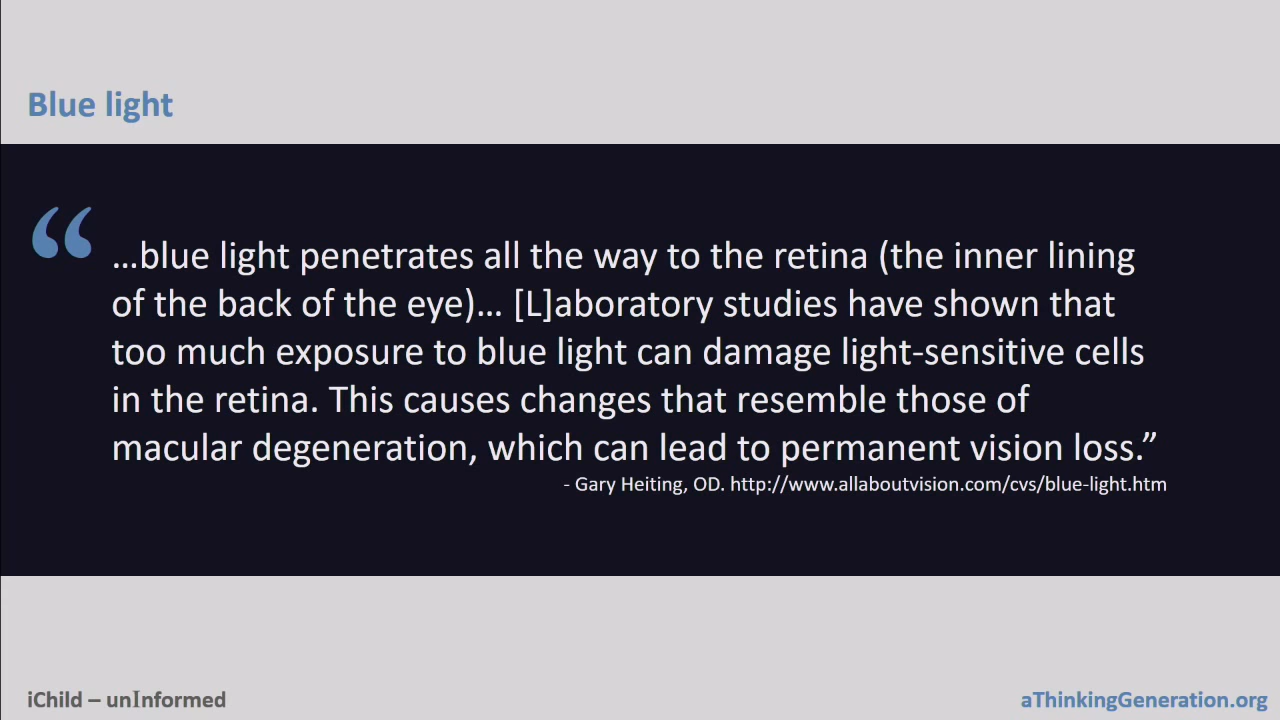 Blue light
“ …blue light penetrates all the way to the retina (the inner lining
of the back of the eye)… [L]aboratory studies have shown that
too much exposure to blue light can damage light-sensitive cells
in the retina. This causes changes that resemble those of
macular degeneration, which can lead to permanent vision loss.”
- Gary Heiting, OD. http://www.allaboutvision.com/cvs/blue-light.htm
iChild – unInformed
aThinkingGeneration.org